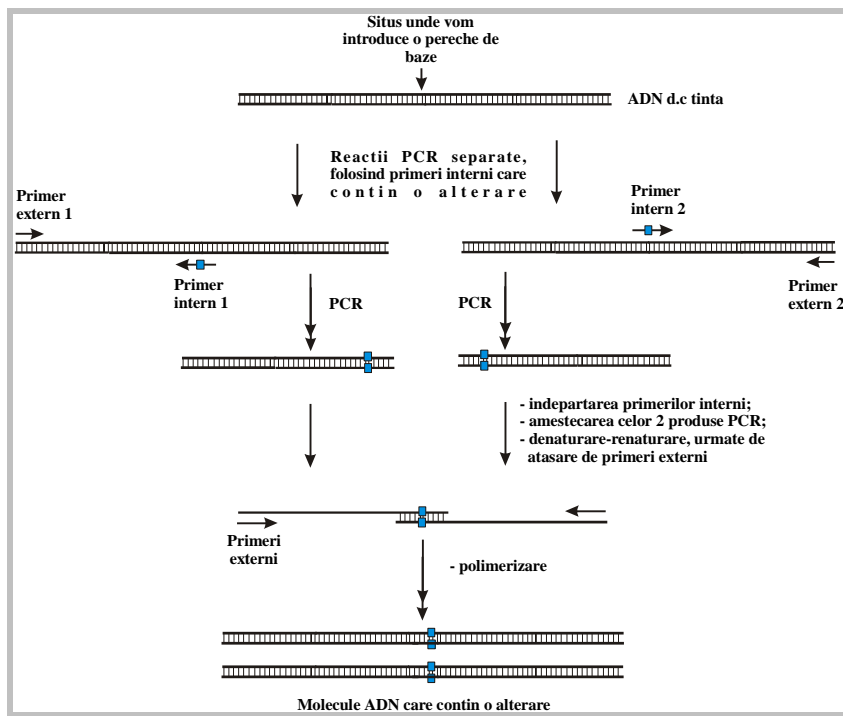 Situs unde vom
introduce o pereche de
baze
ADN d.c tinta
Reactii PCR separate,
folosind primeri interni care
contin o alterare
Primer
extern 1
Primer
intern 2
Primer
intern 1
Primer
extern 2
PCR
PCR
- indepartarea primerilor interni;
- amestecarea celor 2 produse PCR;
- denaturare-renaturare, urmate de
atasare de primeri externi
Primeri
externi
- polimerizare
Molecule ADN care contin o alterare